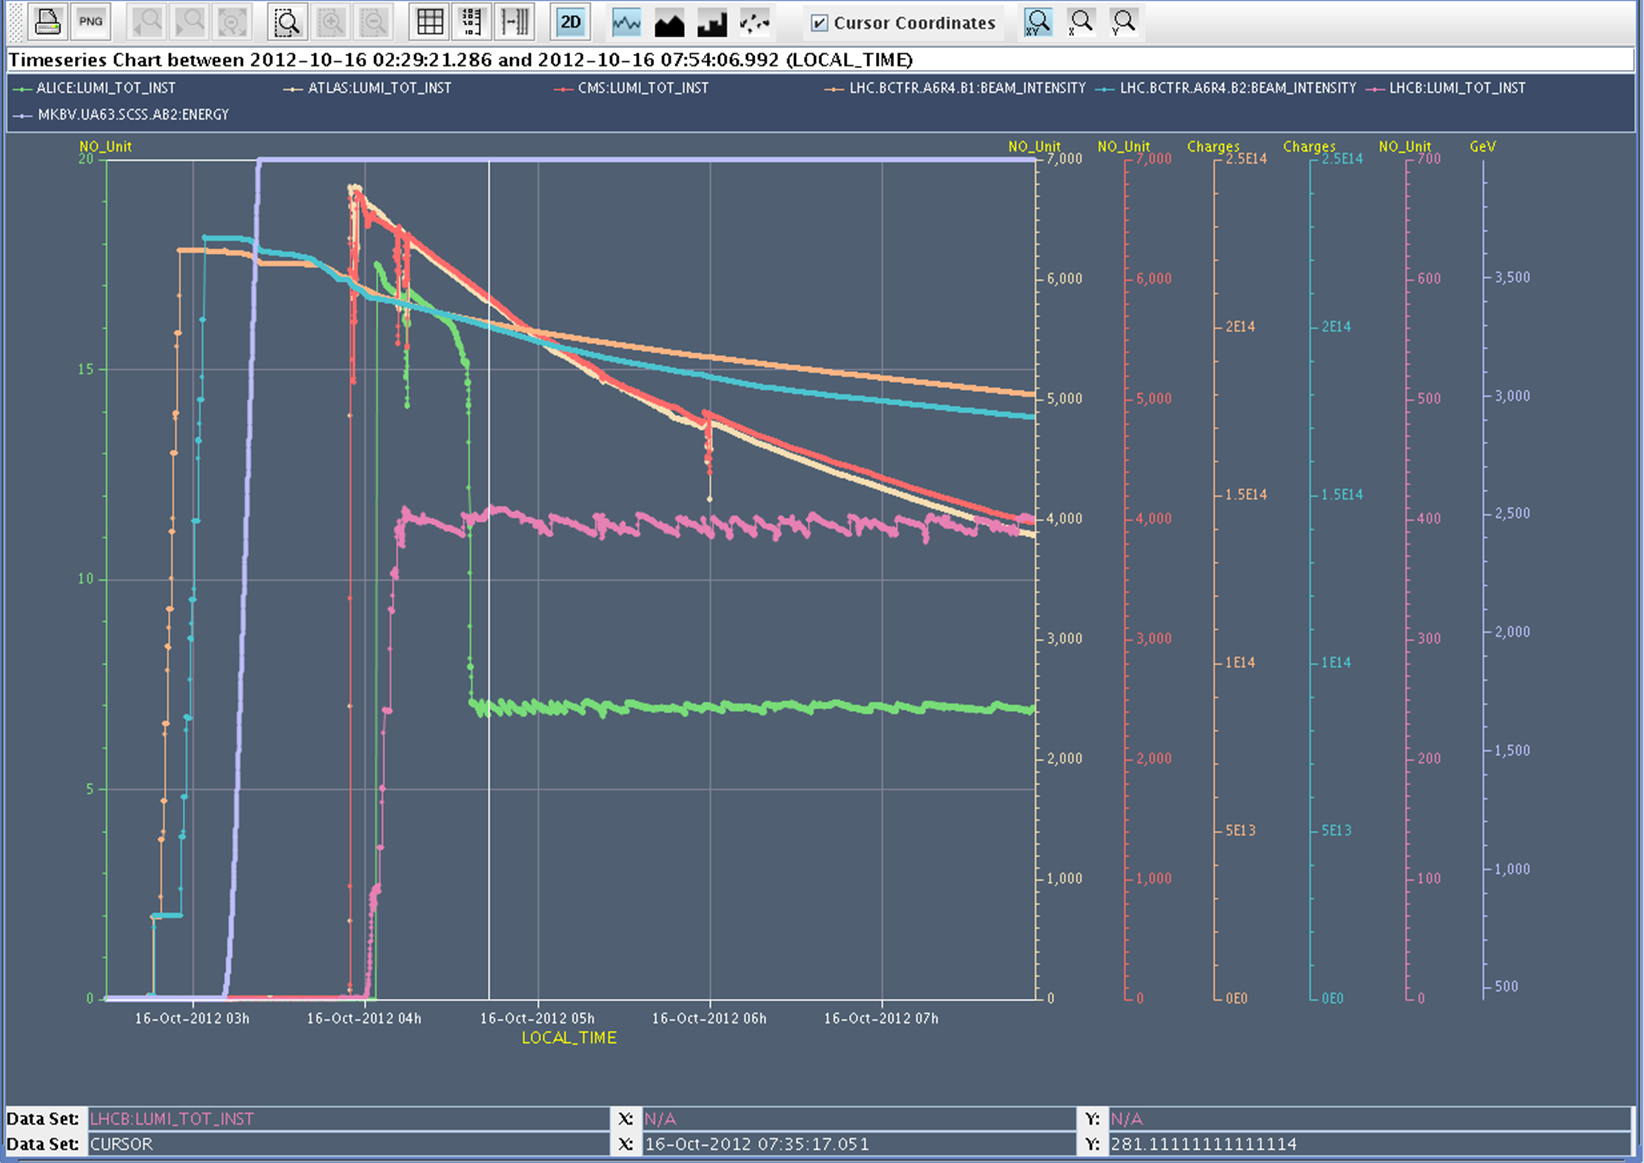 PNG 2D Cursor Coordinates XY X Y
Timeseries Chart between 2012-10-16 02:29:21.286 and 2012-10-16 07:54:06.992 (LOCAL_TIME)
ALICE:LUMI_TOT_INST ATLAS:LUMI_TOT_INST CMS:LUMI_TOT_INST LHC.BCTFR.A6R4.B1:BEAM_INTENSITY LHC.BCTFR.A6R4.B2:BEAM_INTENSITY LHCB:LUMI_TOT_INST
MKBV.UA63.SCSS.AB2:ENERGY
NO_Unit NO_Unit NO_Unit Charges Charges NO_Unit GeV
20 7,000 7,000 2.5E14 2.5E14 700
6,000 6,000 600 3,500
2E14 2E14
15
5,000 5,000 500 3,000
1.5E14 1.5E14
4,000 4,000 400 2,500
10
3,000 3,000 300 2,000
1E14 1E14
2,000 2,000 200 1,500
5
5E13 5E13
1,000 1,000 100 1,000
500
0 0 0 0E0 0E0 0
16-Oct-2012 03h 16-Oct-2012 04h 16-Oct-2012 05h 16-Oct-2012 06h 16-Oct-2012 07h
LOCAL_TIME
Data Set: LHCB:LUMI_TOT_INST X: N/A Y: N/A
Data Set: CURSOR X: 16-Oct-2012 07:35:17.051 Y: 281.11111111111114